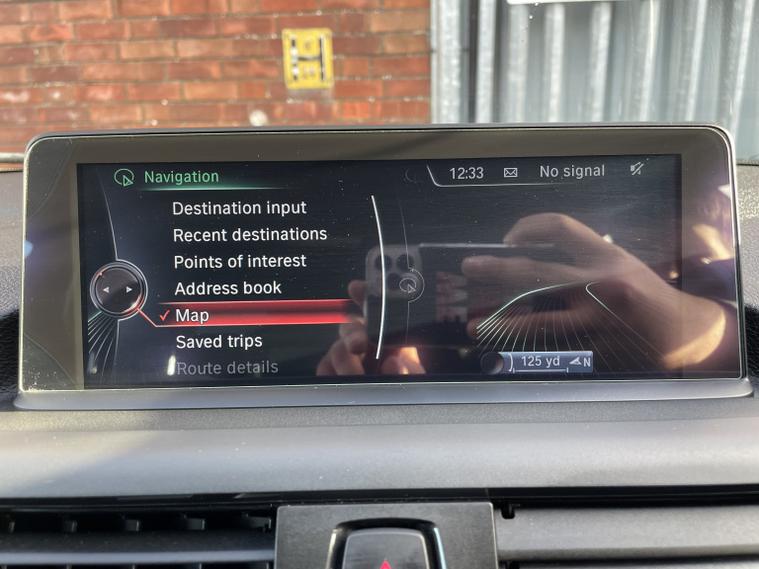 Navigation
12:33 No signal
Destination input
Recent destinations
Points of interest
Address book
Map
Saved trips
Route details
125 yd N